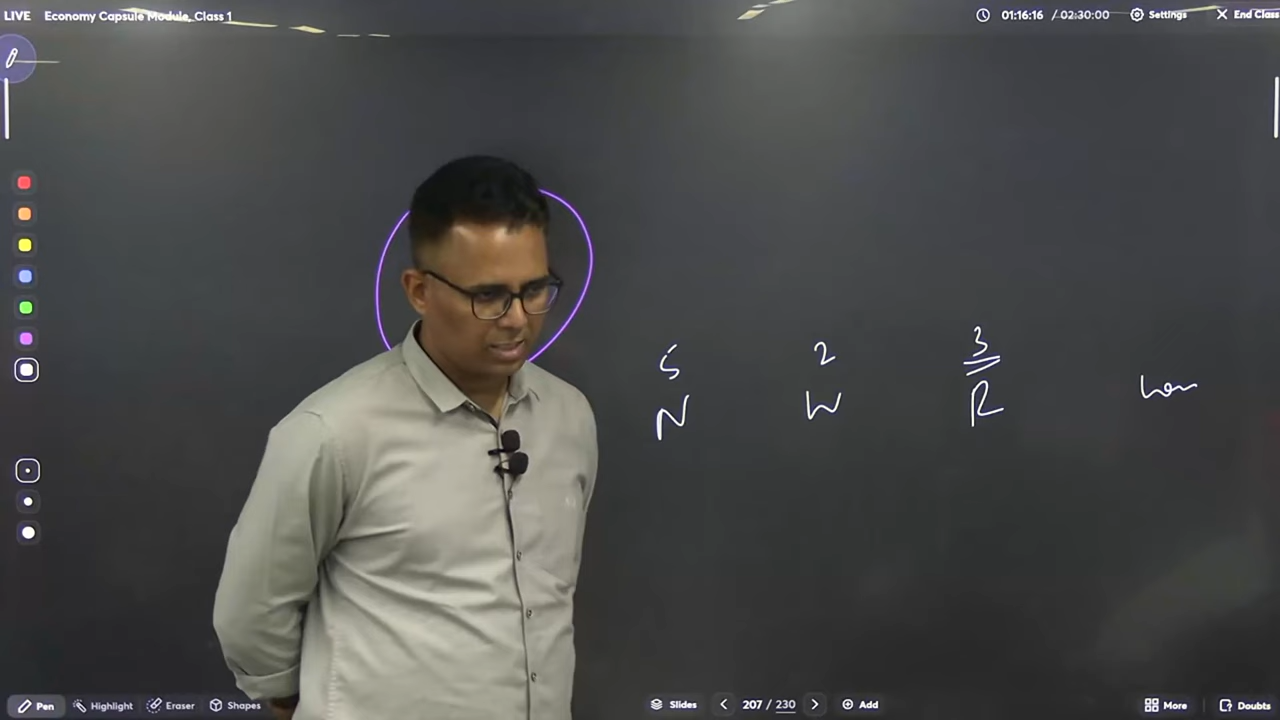 LIVE Economy Capsule Module, Class 1 01:16:16 / 02:30:00 Settings End Class
5 2 3
N W R
Pen Highlight Eraser Shapes Slides 207 / 230 Add More Doubts